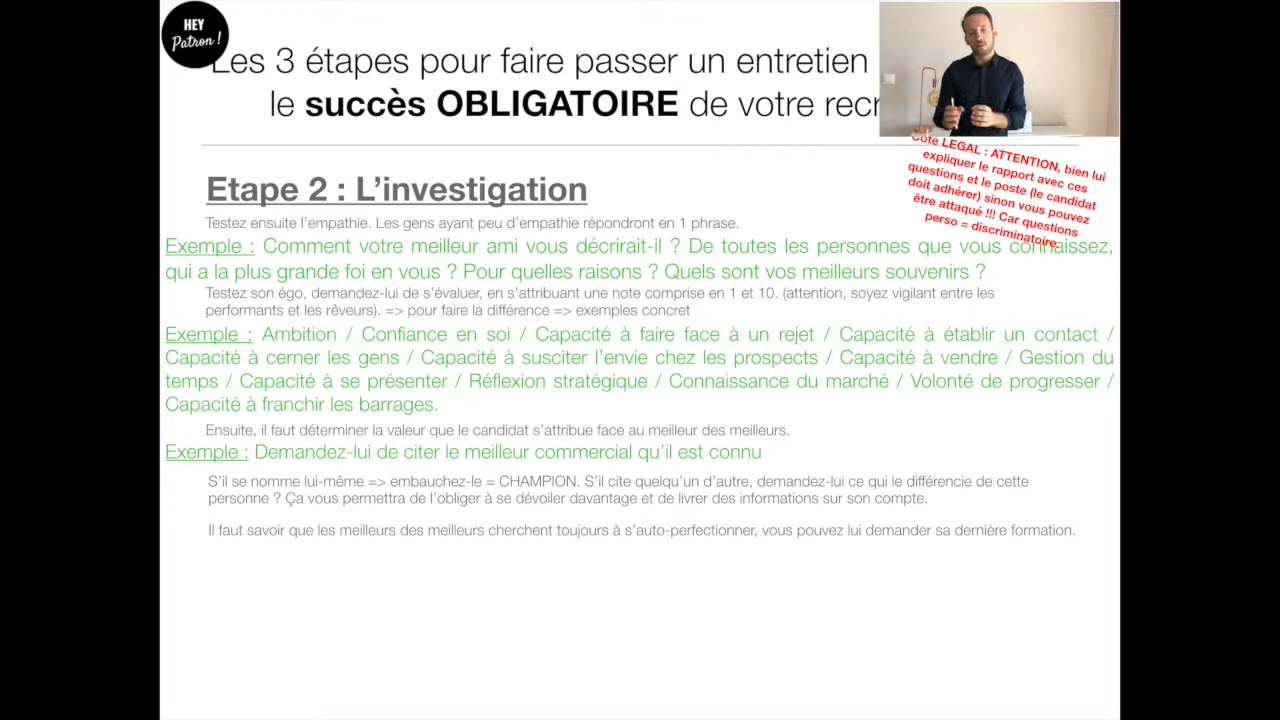 HEY
Patron !
Les 3 étapes pour faire passer un entretien
le succès OBLIGATOIRE de votre recr
Côté LEGAL : ATTENTION, bien lui
expliquer le rapport avec ces
questions et le poste (le candidat
doit adhérer) sinon vous pouvez
être attaqué !!! Car questions
perso = discriminatoire.
Etape 2 : L’investigation
Testez ensuite l’empathie. Les gens ayant peu d’empathie répondront en 1 phrase.
Exemple : Comment votre meilleur ami vous décrirait-il ? De toutes les personnes que vous connaissez,
qui a la plus grande foi en vous ? Pour quelles raisons ? Quels sont vos meilleurs souvenirs ?
Testez son égo, demandez-lui de s’évaluer, en s’attribuant une note comprise en 1 et 10. (attention, soyez vigilant entre les
performants et les rêveurs). => pour faire la différence => exemples concret
Exemple : Ambition / Confiance en soi / Capacité à faire face à un rejet / Capacité à établir un contact /
Capacité à cerner les gens / Capacité à susciter l’envie chez les prospects / Capacité à vendre / Gestion du
temps / Capacité à se présenter / Réflexion stratégique / Connaissance du marché / Volonté de progresser /
Capacité à franchir les barrages.
Ensuite, il faut déterminer la valeur que le candidat s’attribue face au meilleur des meilleurs.
Exemple : Demandez-lui de citer le meilleur commercial qu’il est connu
S’il se nomme lui-même => embauchez-le = CHAMPION. S’il cite quelqu’un d’autre, demandez-lui ce qui le différencie de cette
personne ? Ça vous permettra de l’obliger à se dévoiler davantage et de livrer des informations sur son compte.
Il faut savoir que les meilleurs des meilleurs cherchent toujours à s’auto-perfectionner, vous pouvez lui demander sa dernière formation.